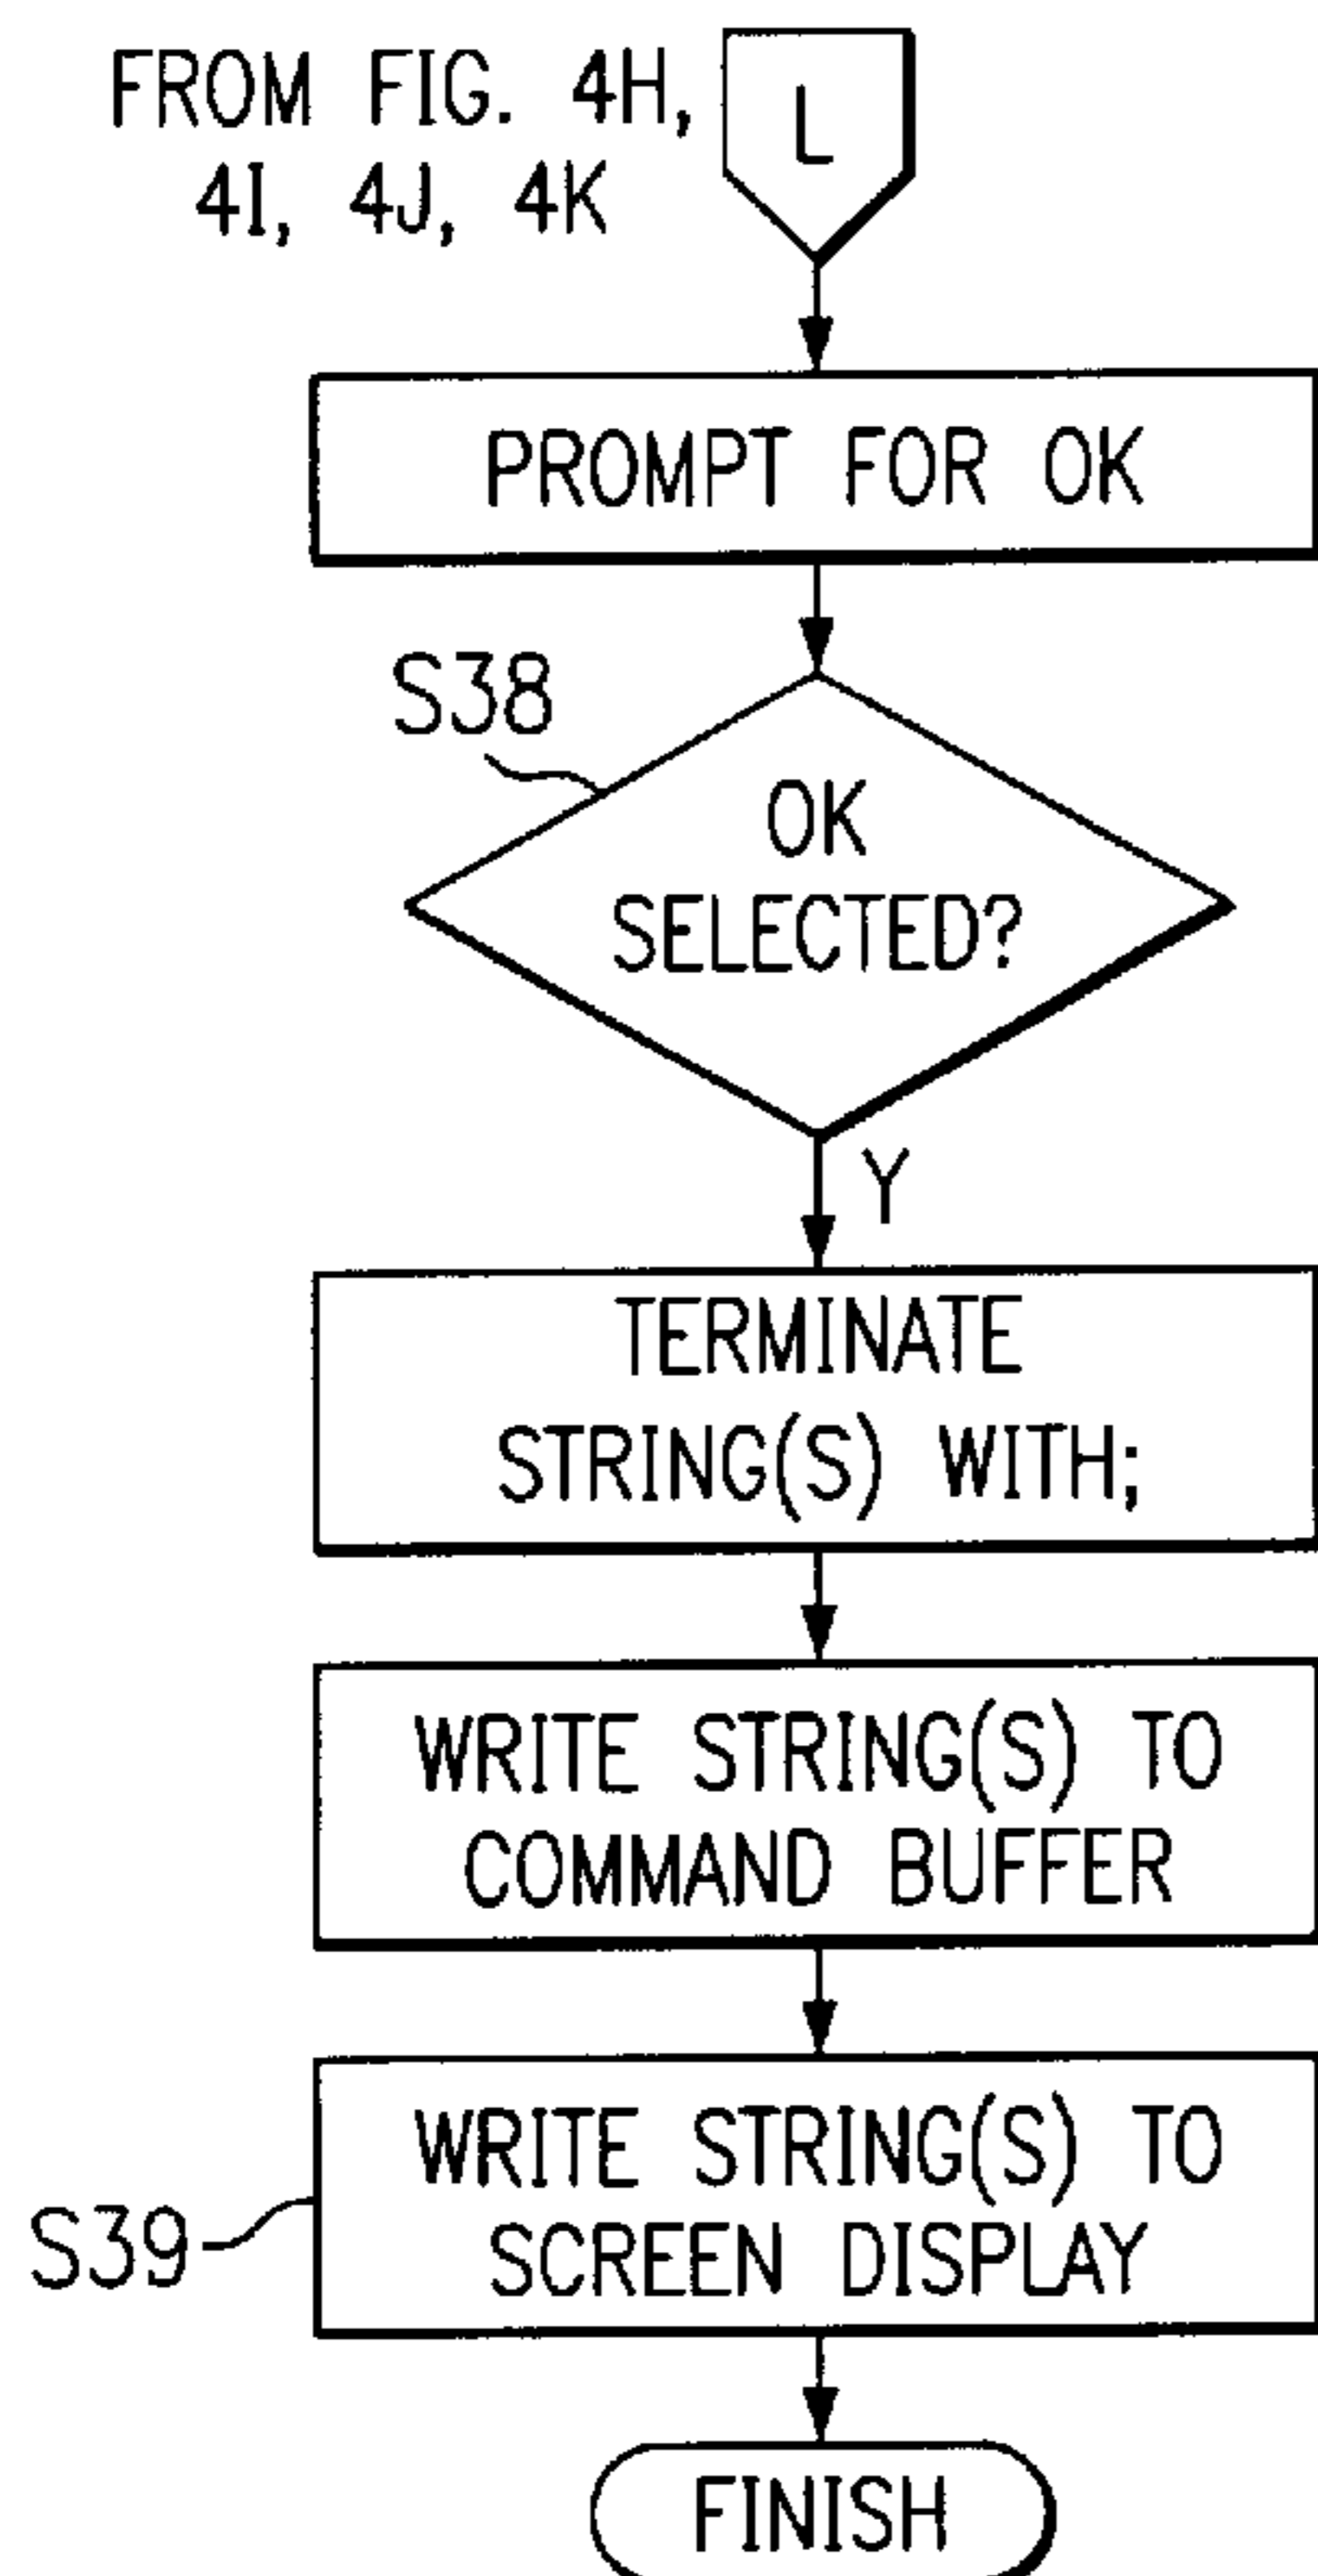 FROM FIG. 4H,
4I, 4J, 4K
L
PROMPT FOR OK
S38
OK
SELECTED?
Y
TERMINATE
STRING(S) WITH;
WRITE STRING(S) TO
COMMAND BUFFER
WRITE STRING(S) TO
SCREEN DISPLAY
S39
FINISH